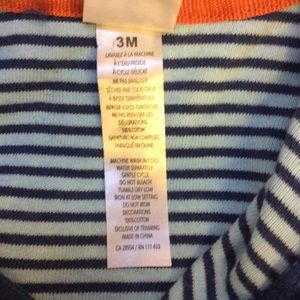 3M
LAVABLE À LA MACHINE
À L'EAU FROIDE
À CYCLE DÉLICAT
NE PAS JAVELISER
SÉCHER PAR CULBUTAGE
À BASSE TEMPÉRATURE
REPASSER À BASSE TEMPÉRATURE
NE PAS REPASSER LES
DÉCORATIONS
100% COTON
GARNITURES NON COMPRISES
FABRIQUÉ EN CHINE
MACHINE WASH IN COLD
WATER SEPARATELY
GENTLE CYCLE
DO NOT BLEACH
TUMBLE DRY LOW
IRON AT LOW SETTING
DO NOT IRON
DECORATIONS
100% COTTON
EXCLUSIVE OF TRIMMING
MADE IN CHINA